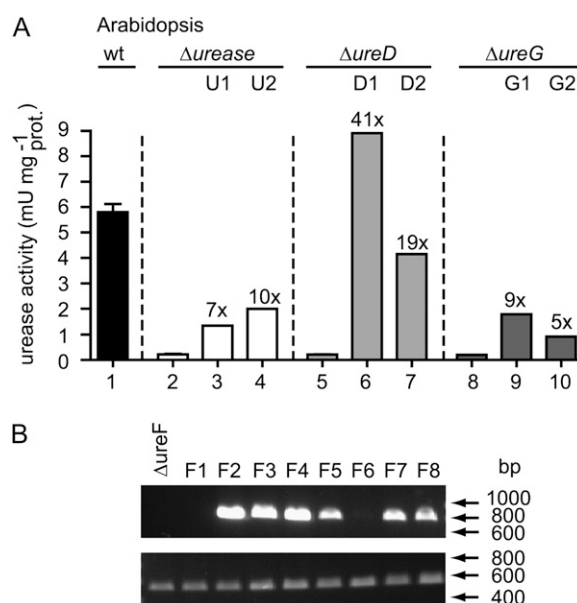 A Arabidopsis
wt Δurease ΔureD ΔureG
U1 U2 D1 D2 G1 G2
urease activity (mU mg⁻¹ prot.)
9
8
7
6
5
4
3
2
1
0
7x 10x 41x 19x 9x 5x
1 2 3 4 5 6 7 8 9 10
B
ΔureF F1 F2 F3 F4 F5 F6 F7 F8 bp
1000
800
600
800
600
400